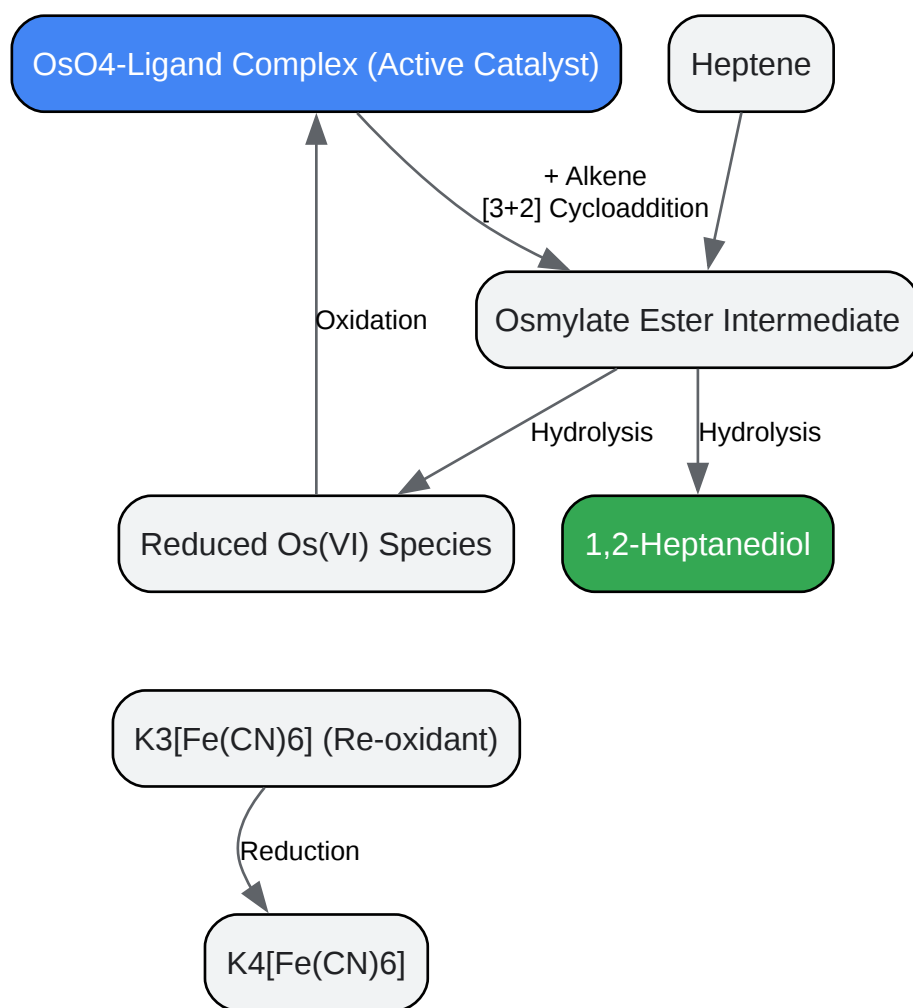 OsO4-Ligand Complex (Active Catalyst)
Heptene
+ Alkene
[3+2] Cycloaddition
Oxidation
Osmylate Ester Intermediate
Hydrolysis
Hydrolysis
Reduced Os(VI) Species
1,2-Heptanediol
K3[Fe(CN)6] (Re-oxidant)
Reduction
K4[Fe(CN)6]